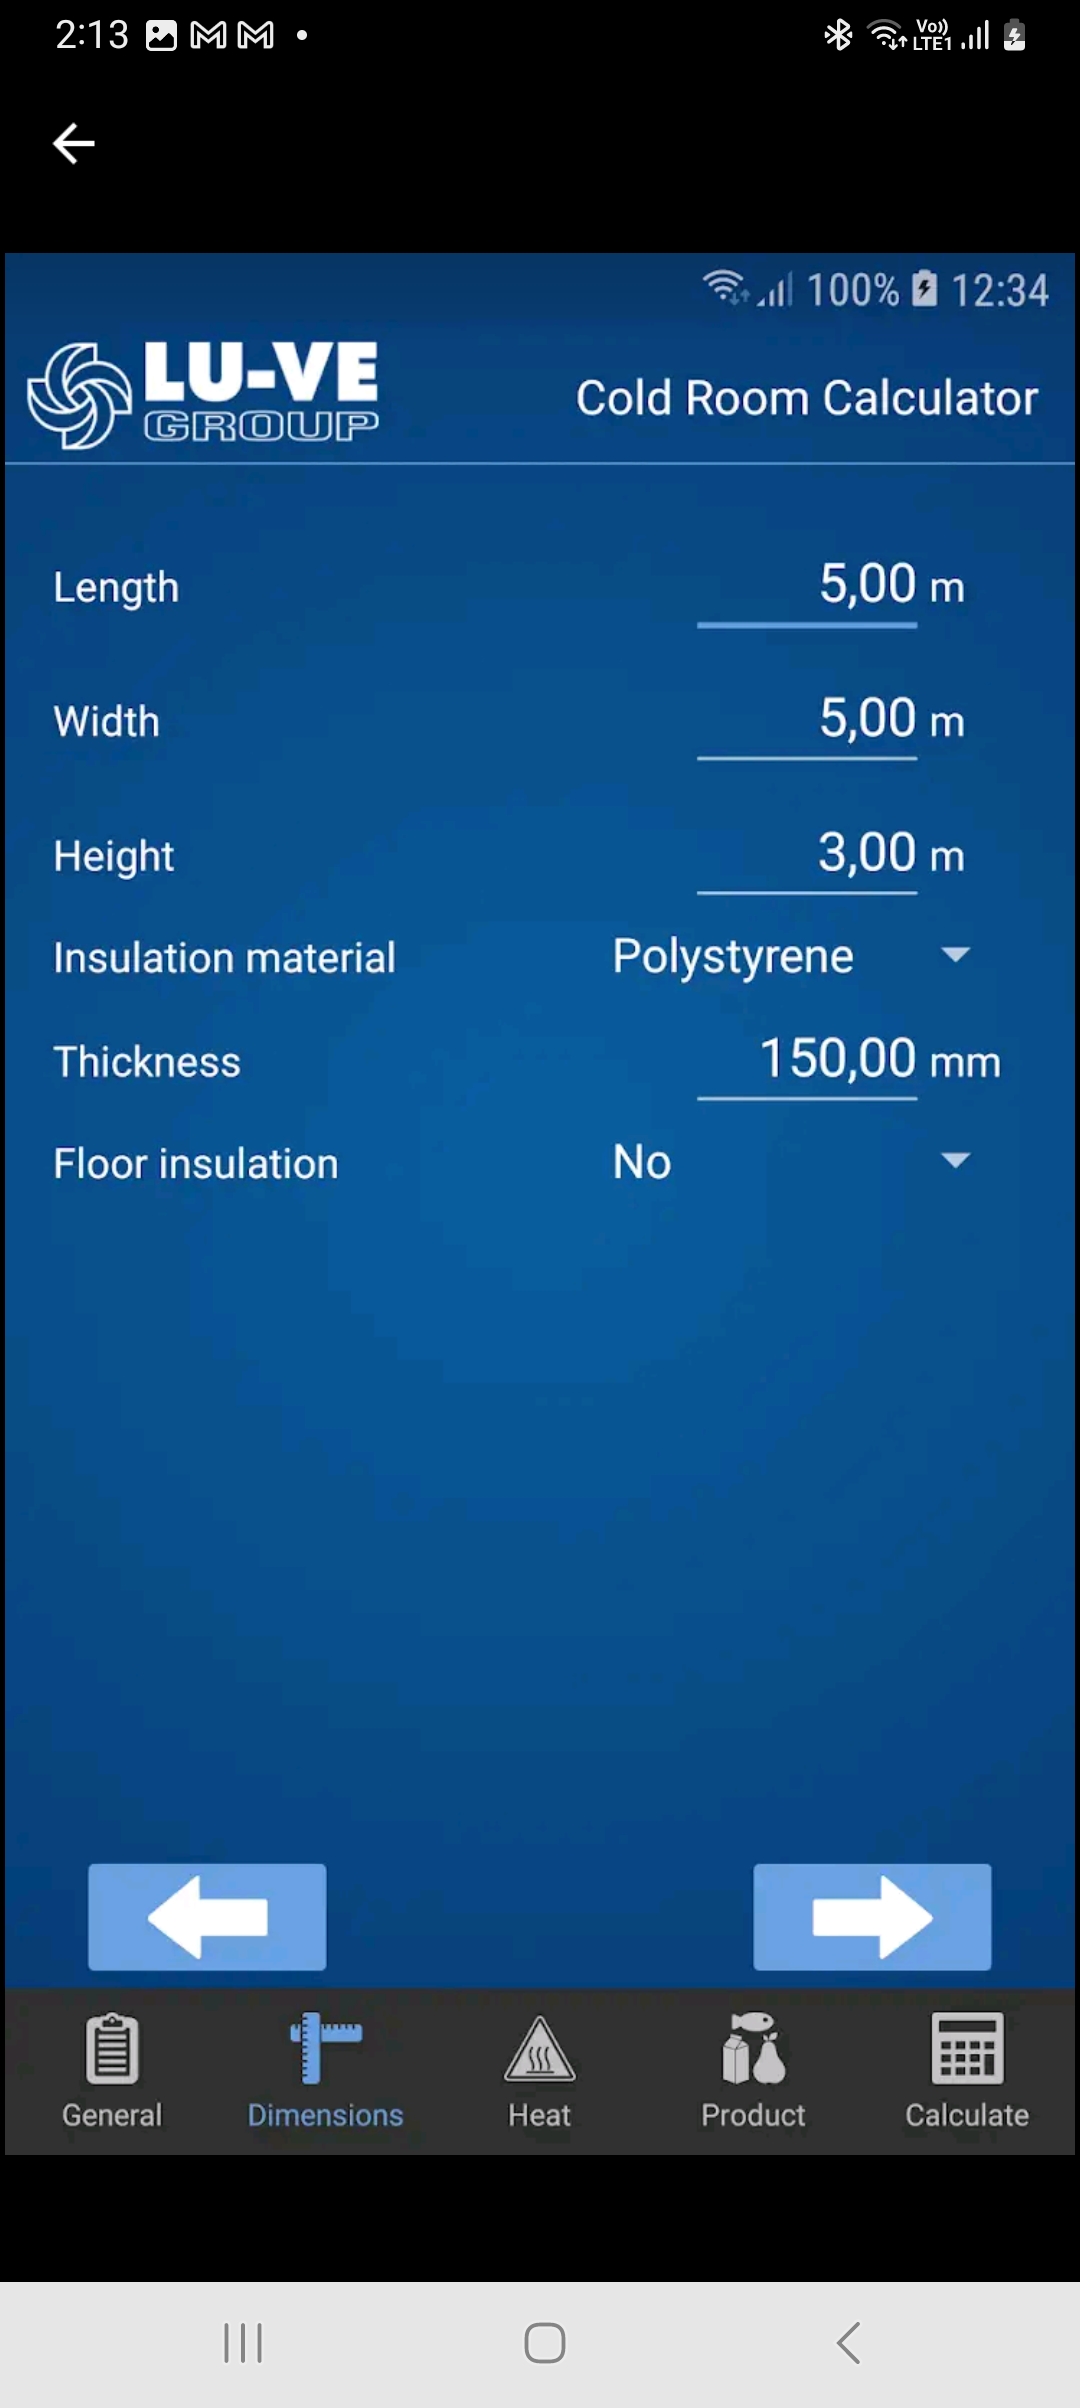 2:13
Vo)) LTE1
100% 12:34
LU-VE
GROUP
Cold Room Calculator
Length 5,00 m
Width 5,00 m
Height 3,00 m
Insulation material Polystyrene
Thickness 150,00 mm
Floor insulation No
General Dimensions Heat Product Calculate